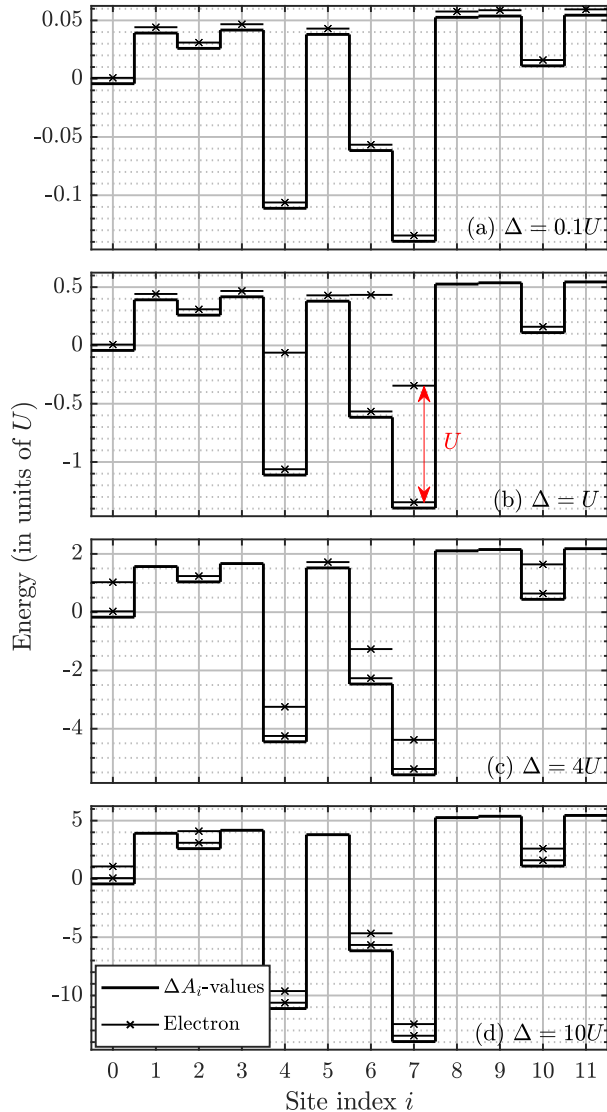 0.05
0
-0.05
-0.1
(a) Δ = 0.1U
0.5
0
-0.5
-1
U
(b) Δ = U
Energy (in units of U)
2
0
-2
-4
(c) Δ = 4U
5
0
-5
-10
ΔA_i-values
Electron
(d) Δ = 10U
0 1 2 3 4 5 6 7 8 9 10 11
Site index i